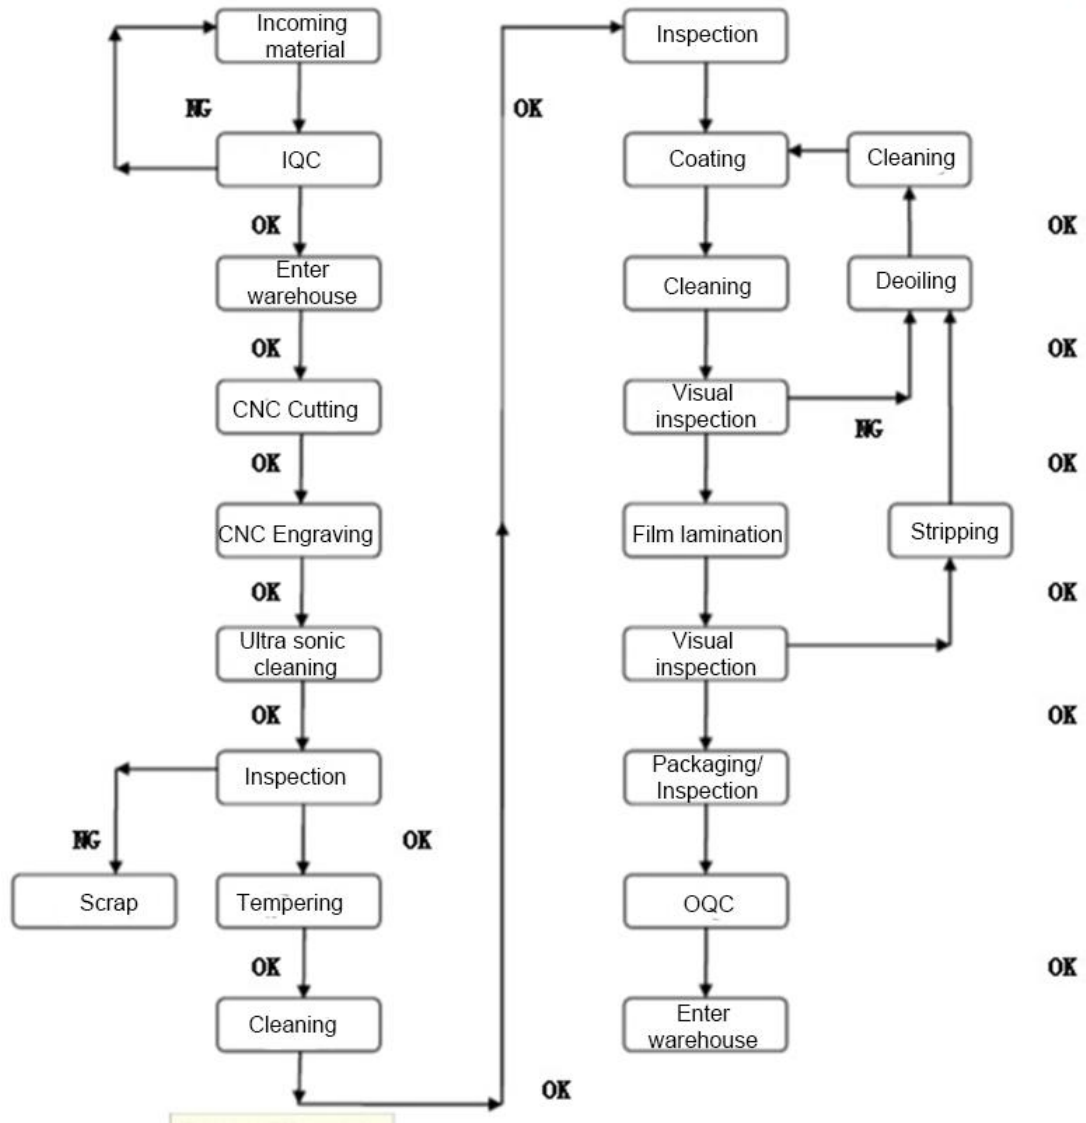 Incoming
material
NG
IQC
OK
Enter
warehouse
OK
CNC Cutting
OK
CNC Engraving
OK
Ultra sonic
cleaning
OK
Inspection
NG
OK
Scrap
Tempering
OK
Cleaning
OK
OK
Inspection
Coating
Cleaning
OK
Cleaning
Deoiling
OK
Visual
inspection
NG
OK
Film lamination
Stripping
OK
Visual
inspection
OK
Packaging/
Inspection
OQC
OK
Enter
warehouse